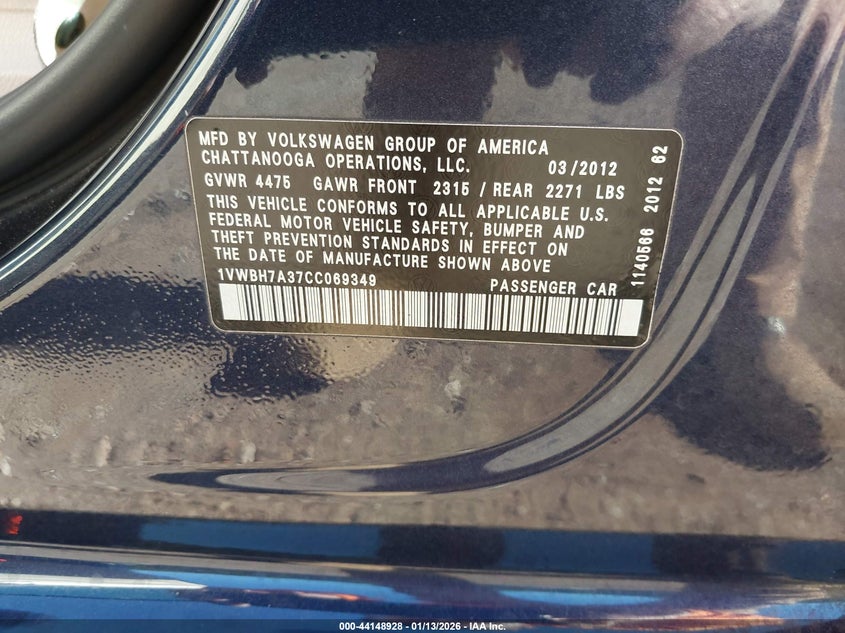 MFD BY VOLKSWAGEN GROUP OF AMERICA
CHATTANOOGA OPERATIONS, LLC. 03/2012
GVWR 4475 GAWR FRONT 2315 / REAR 2271 LBS
THIS VEHICLE CONFORMS TO ALL APPLICABLE U.S.
FEDERAL MOTOR VEHICLE SAFETY, BUMPER AND
THEFT PREVENTION STANDARDS IN EFFECT ON
THE DATE OF MANUFACTURE SHOWN ABOVE
1VWBH7A37CC069349 PASSENGER CAR
1140566 2012 62
000-44148928 - 01/13/2026 - IAA Inc.